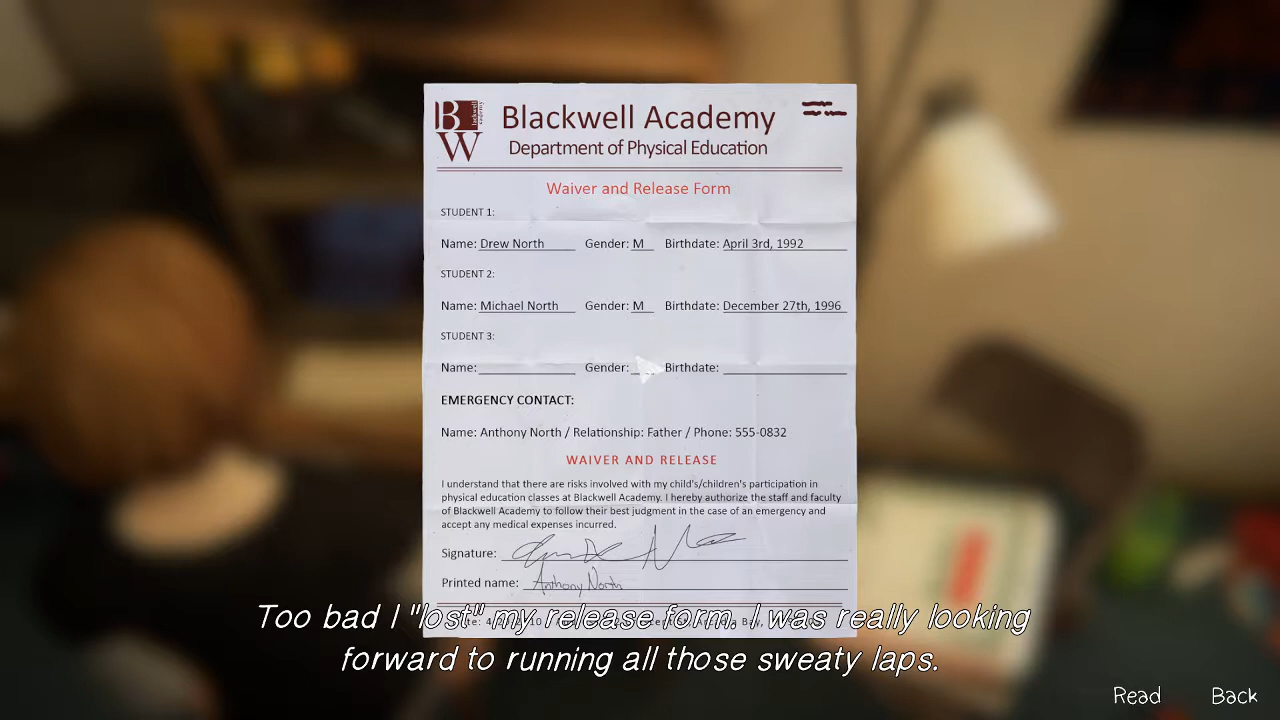 BW Blackwell Academy
Blackwell Academy
Department of Physical Education
Waiver and Release Form
STUDENT 1:
Name: Drew North Gender: M Birthdate: April 3rd, 1992
STUDENT 2:
Name: Michael North Gender: M Birthdate: December 27th, 1996
STUDENT 3:
Name: Gender: Birthdate:
EMERGENCY CONTACT:
Name: Anthony North / Relationship: Father / Phone: 555-0832
WAIVER AND RELEASE
I understand that there are risks involved with my child's/children's participation in
physical education classes at Blackwell Academy. I hereby authorize the staff and faculty
of Blackwell Academy to follow their best judgment in the case of an emergency and
accept any medical expenses incurred.
Signature:
Printed name: Anthony North
Too bad I "lost" my release form. I was really looking
forward to running all those sweaty laps.
Read Back